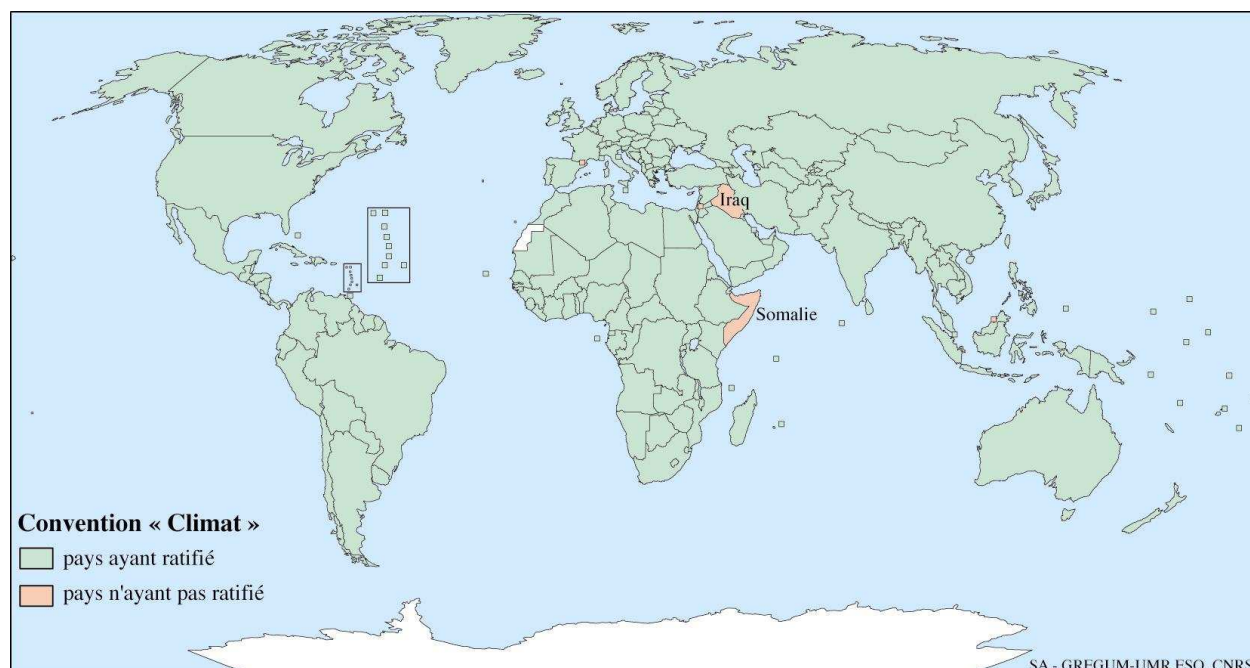 Iraq
Somalie
Convention « Climat »
pays ayant ratifié
pays n'ayant pas ratifié
SA - GREGUM-UMR ESO, CNRS